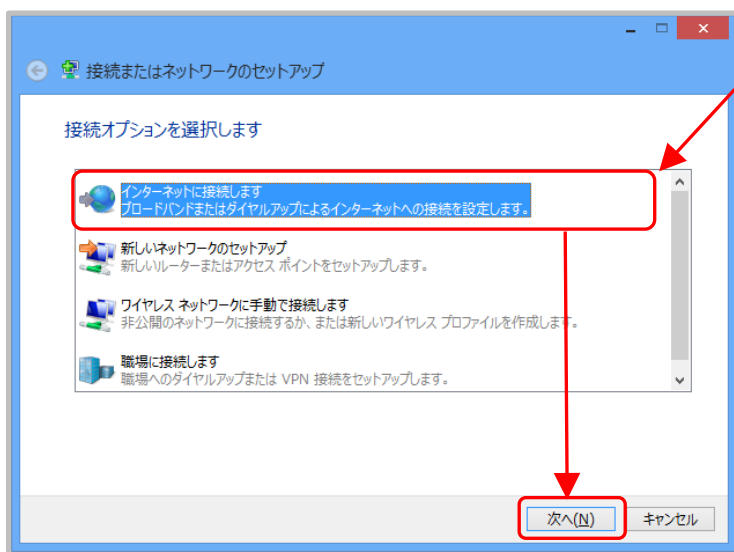 接続またはネットワークのセットアップ
接続オプションを選択します
インターネットに接続します
ブロードバンドまたはダイヤルアップによるインターネットへの接続を設定します。
新しいネットワークのセットアップ
新しいルーターまたはアクセス ポイントをセットアップします。
ワイヤレス ネットワークに手動で接続します
非公開のネットワークに接続するか、または新しいワイヤレス プロファイルを作成します。
職場に接続します
職場へのダイヤルアップまたは VPN 接続をセットアップします。
次へ(N)
キャンセル